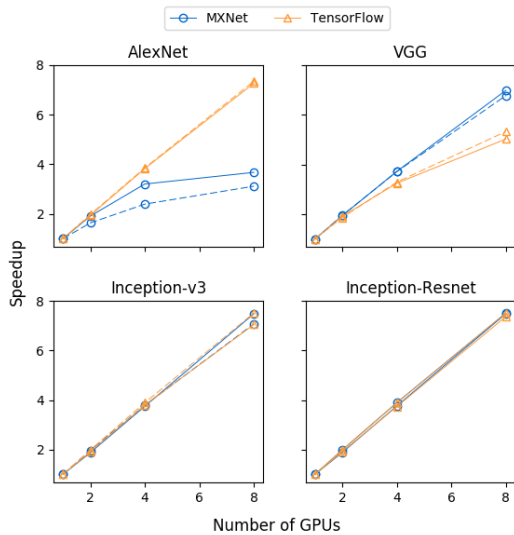 MXNet TensorFlow
AlexNet VGG
8
6
4
2
Speedup
Inception-v3 Inception-Resnet
8
6
4
2
2 4 6 8 2 4 6 8
Number of GPUs